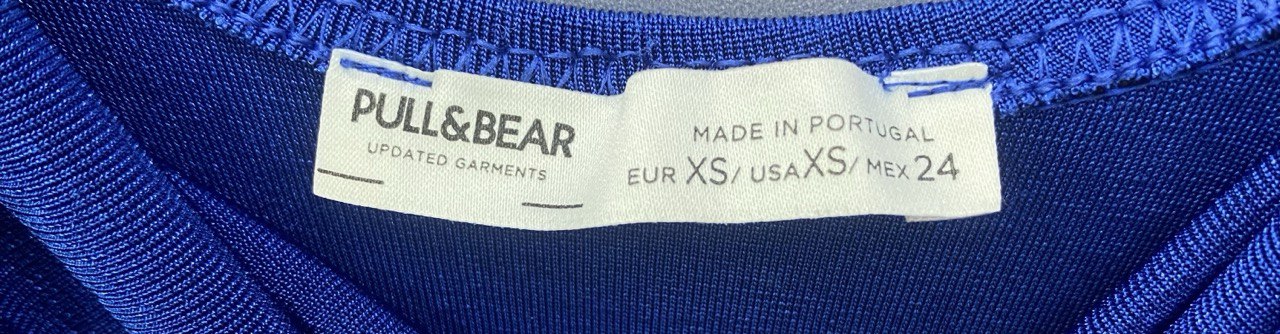 PULL&BEAR
UPDATED GARMENTS
MADE IN PORTUGAL
EUR XS/ USA XS/ MEX 24